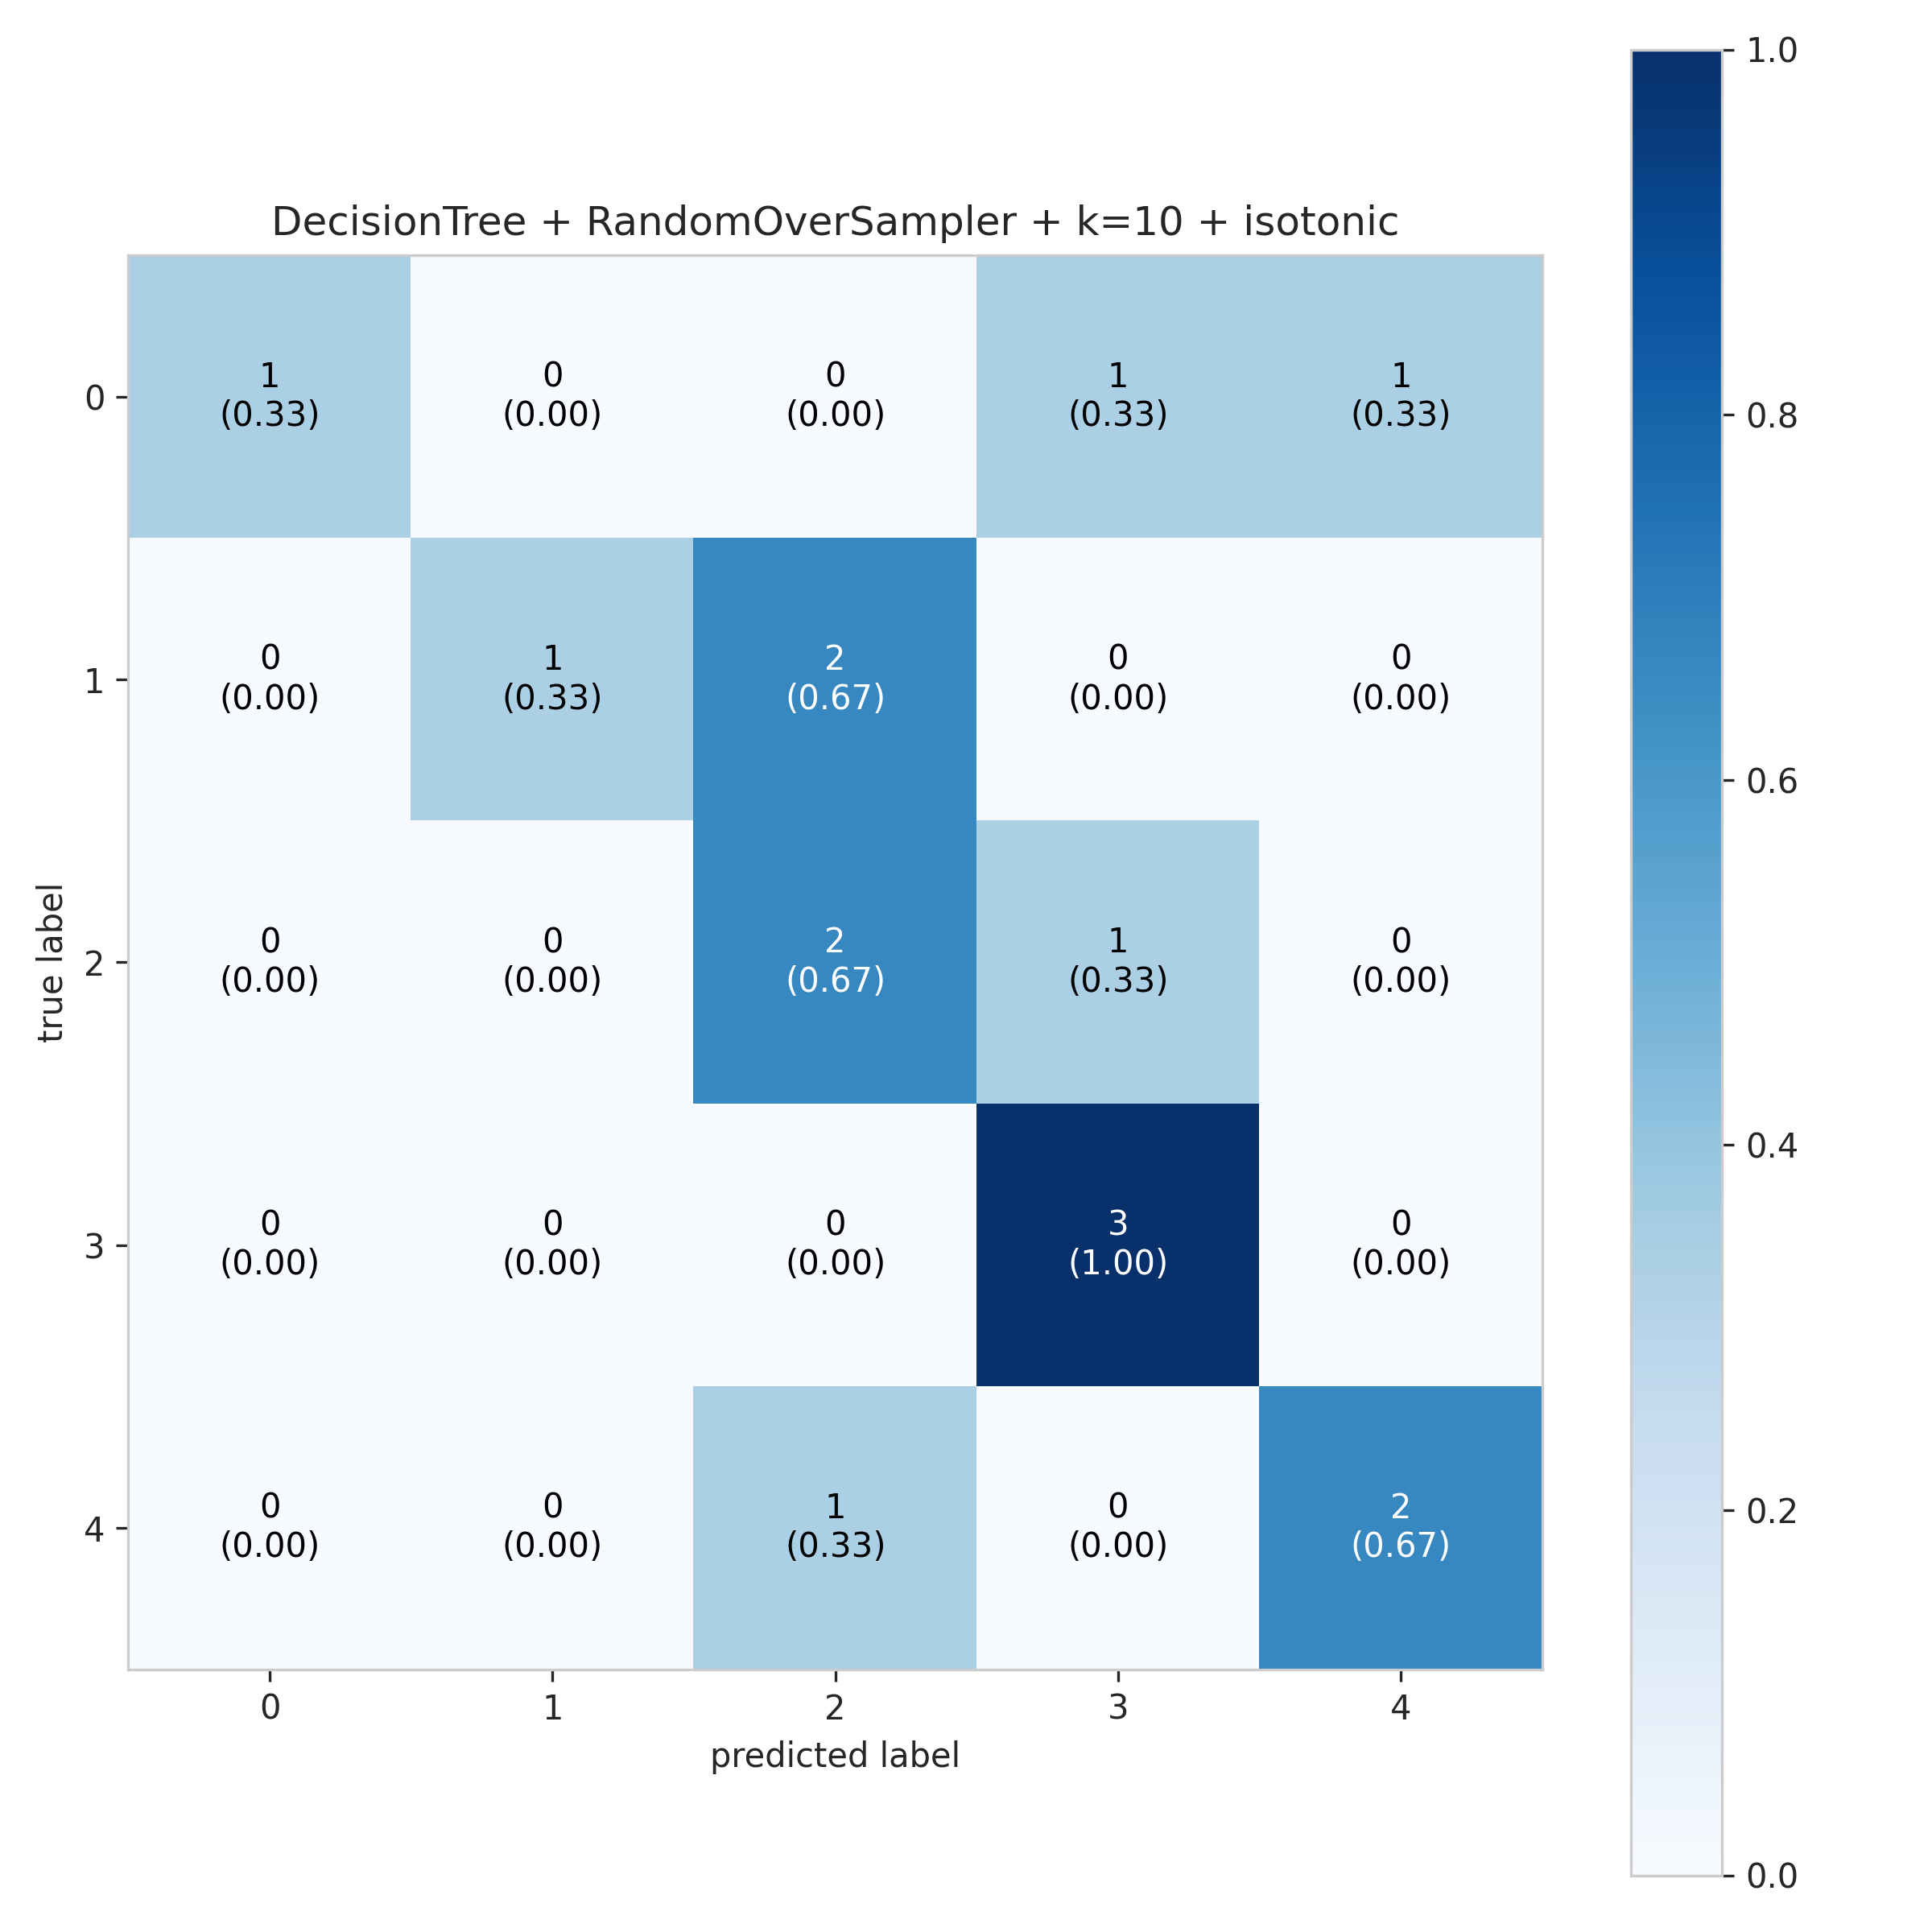 DecisionTree + RandomOverSampler + k=10 + isotonic
1 0 0 1 1
(0.33) (0.00) (0.00) (0.33) (0.33)
0
0 1 2 0 0
(0.00) (0.33) (0.67) (0.00) (0.00)
1
0 0 2 1 0
(0.00) (0.00) (0.67) (0.33) (0.00)
2
0 0 0 3 0
(0.00) (0.00) (0.00) (1.00) (0.00)
3
0 0 1 0 2
(0.00) (0.00) (0.33) (0.00) (0.67)
4
true label
0 1 2 3 4
predicted label
1.0
0.8
0.6
0.4
0.2
0.0